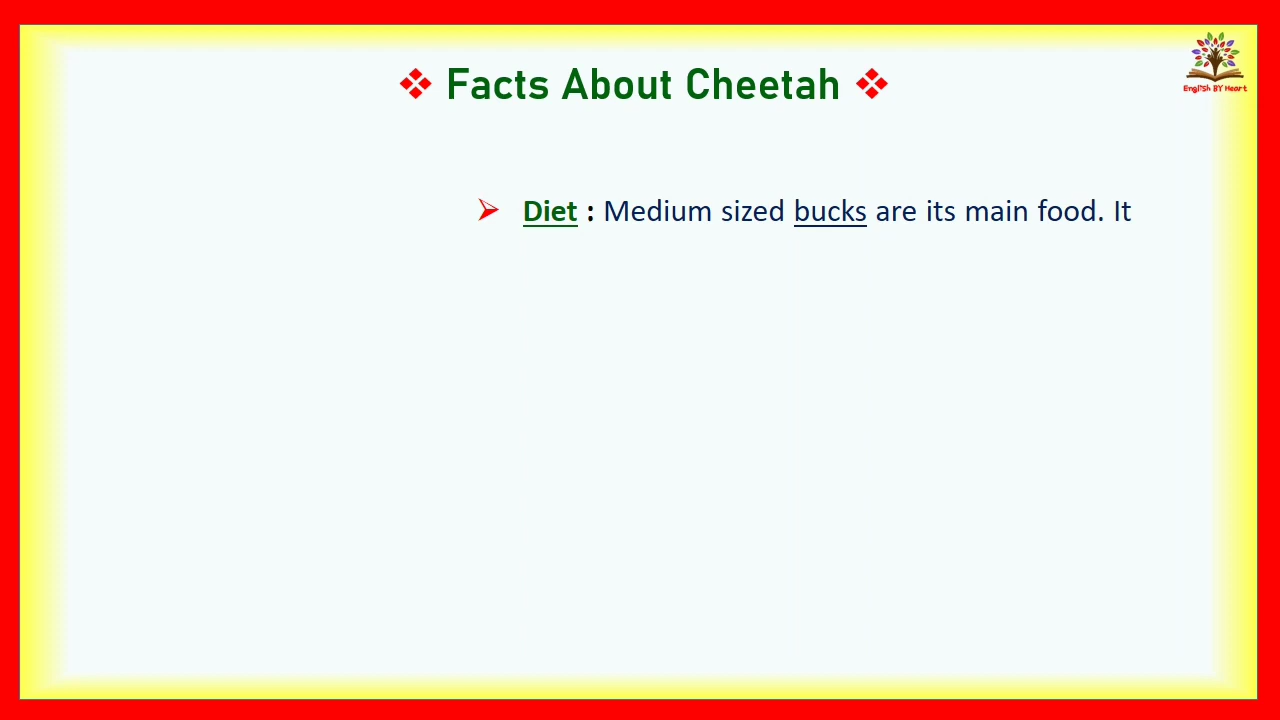 ❖ Facts About Cheetah ❖
English BY Heart
➢ Diet : Medium sized bucks are its main food. It